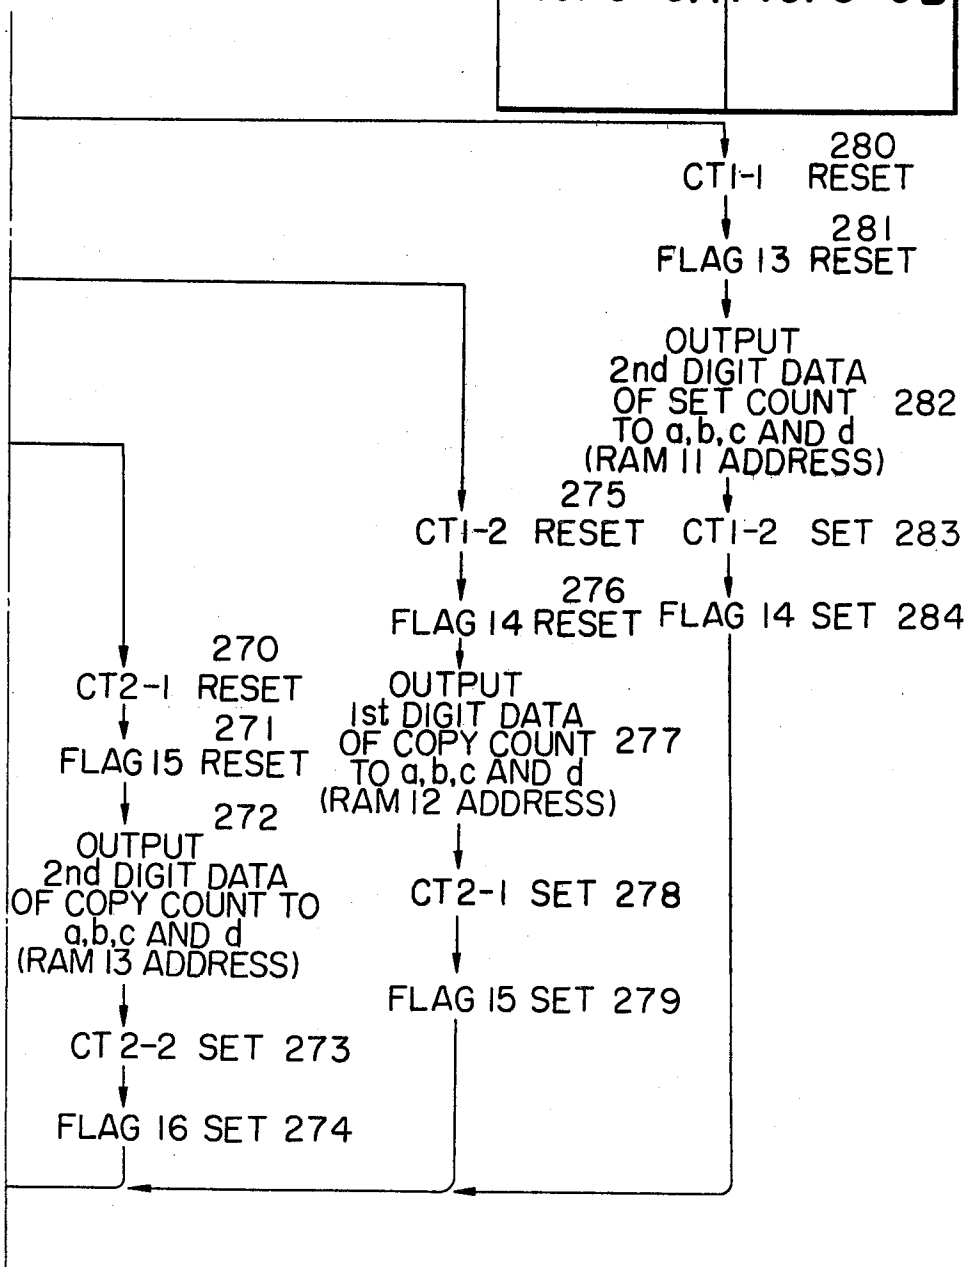 280
CT1-1 RESET
281
FLAG 13 RESET
OUTPUT
2nd DIGIT DATA
OF SET COUNT 282
TO a,b,c AND d
(RAM 11 ADDRESS)
CT1-2 SET 283
FLAG 14 SET 284
275
CT1-2 RESET
276
FLAG 14 RESET
OUTPUT
1st DIGIT DATA
OF COPY COUNT 277
TO a,b,c AND d
(RAM 12 ADDRESS)
CT2-1 SET 278
FLAG 15 SET 279
270
CT2-1 RESET
271
FLAG 15 RESET
272
OUTPUT
2nd DIGIT DATA
OF COPY COUNT TO
a,b,c AND d
(RAM 13 ADDRESS)
CT2-2 SET 273
FLAG 16 SET 274